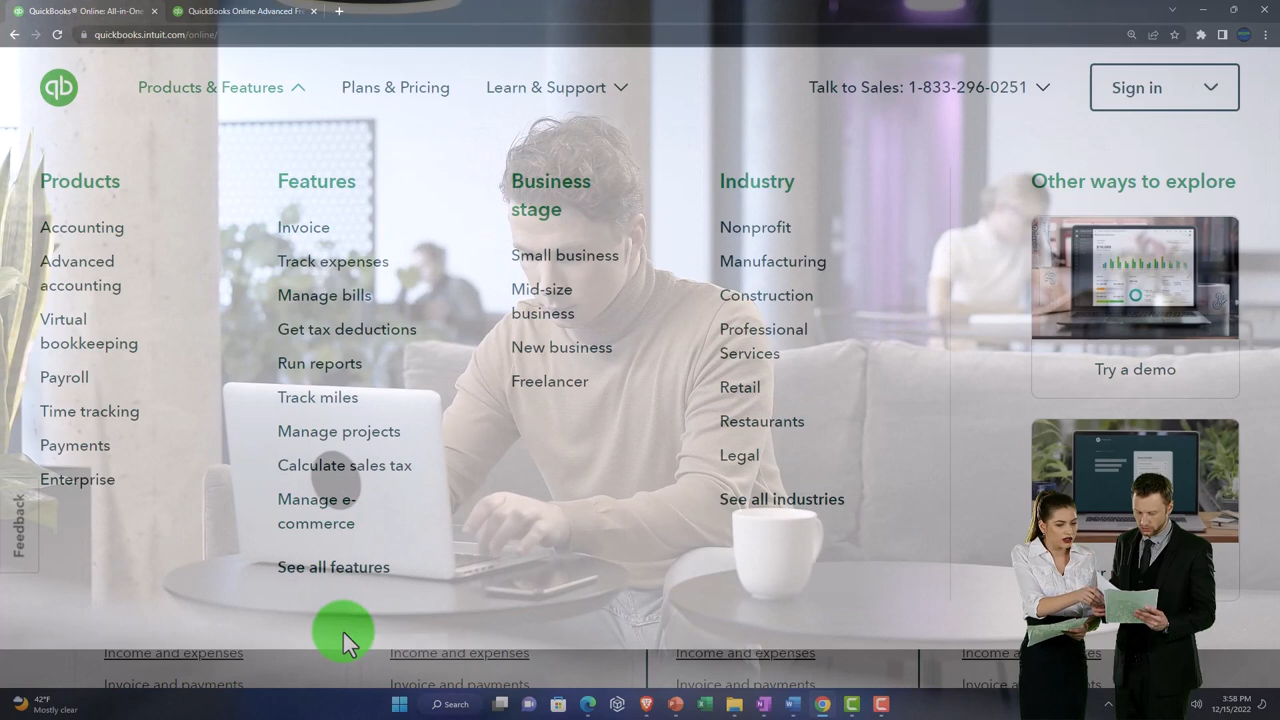 QuickBooks® Online: All-in-One
QuickBooks Online Advanced Fr
quickbooks.intuit.com/online/
qb
Products & Features
Plans & Pricing
Learn & Support
Talk to Sales: 1-833-296-0251
Sign in
Products
Accounting
Advanced
accounting
Virtual
bookkeeping
Payroll
Time tracking
Payments
Enterprise
Features
Invoice
Track expenses
Manage bills
Get tax deductions
Run reports
Track miles
Manage projects
Calculate sales tax
Manage e-
commerce
See all features
Business
stage
Small business
Mid-size
business
New business
Freelancer
Industry
Nonprofit
Manufacturing
Construction
Professional
Services
Retail
Restaurants
Legal
See all industries
Other ways to explore
Try a demo
Feedback
Income and expenses
Income and expenses
Income and expenses
Invoice and payments
Invoice and payments
Invoice and payments
42°F
Mostly clear
Search
3:58 PM
12/15/2022